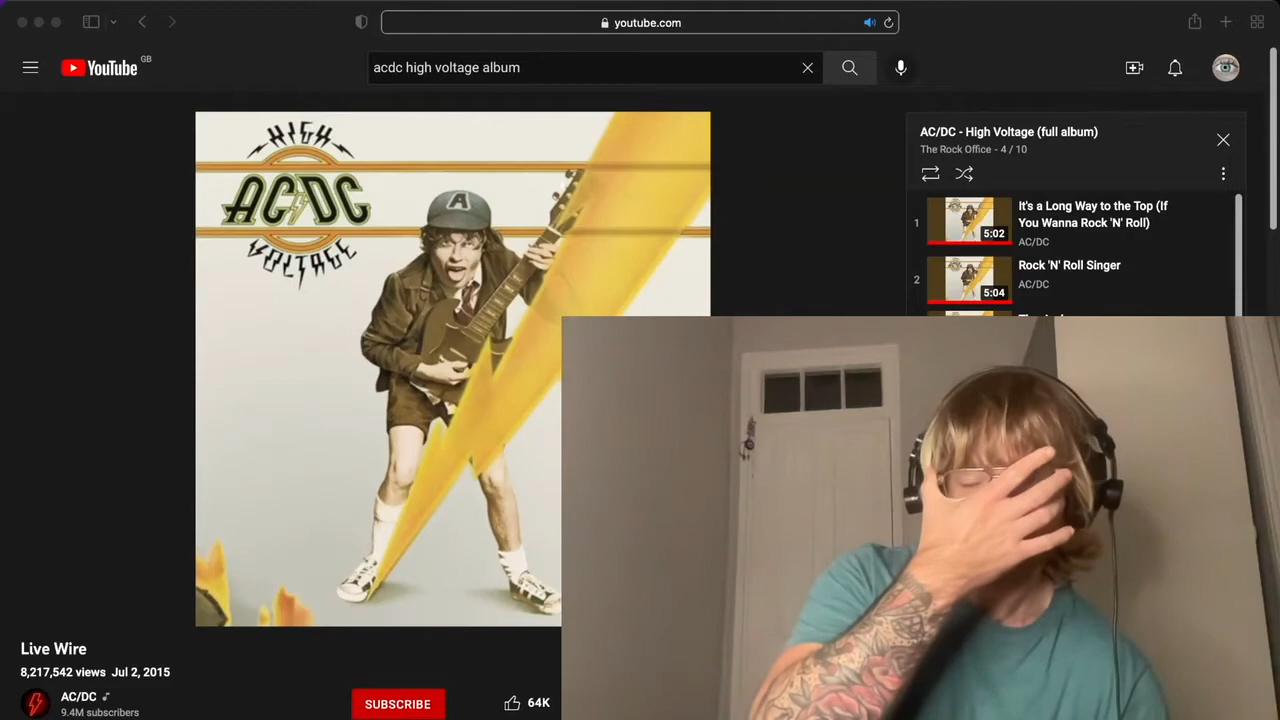 youtube.com
YouTube
GB
acdc high voltage album
HIGH
AC/DC
VOLTAGE
A
AC/DC - High Voltage (full album)
The Rock Office - 4 / 10
1
5:02
It's a Long Way to the Top (If
You Wanna Rock 'N' Roll)
AC/DC
2
5:04
Rock 'N' Roll Singer
AC/DC
Live Wire
8,217,542 views Jul 2, 2015
AC/DC
9.4M subscribers
SUBSCRIBE
64K